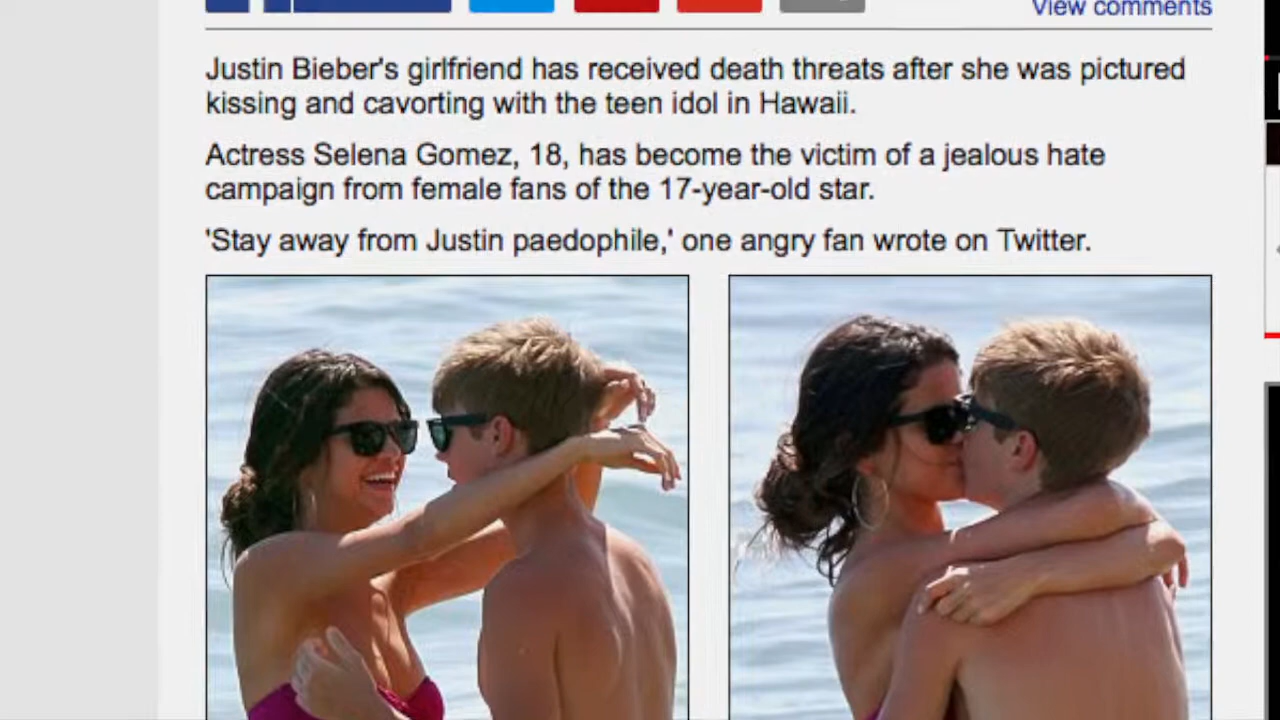 View comments
Justin Bieber's girlfriend has received death threats after she was pictured
kissing and cavorting with the teen idol in Hawaii.
Actress Selena Gomez, 18, has become the victim of a jealous hate
campaign from female fans of the 17-year-old star.
'Stay away from Justin paedophile,' one angry fan wrote on Twitter.